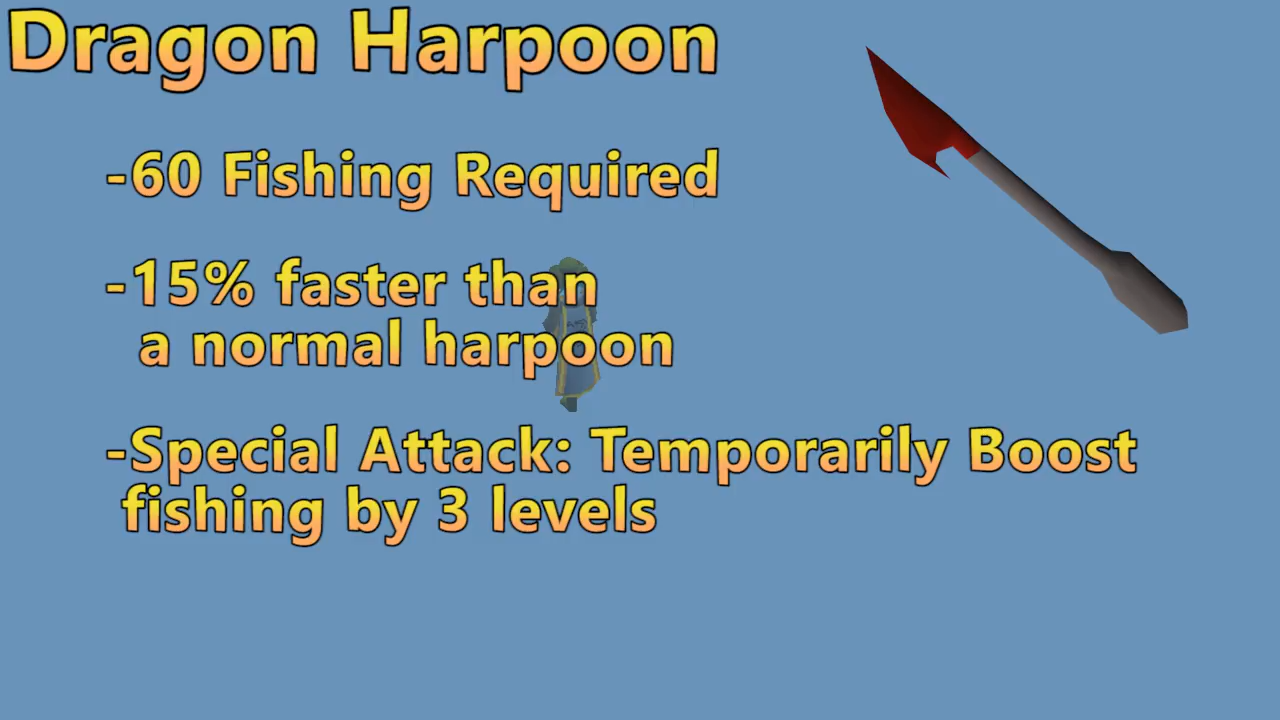 Dragon Harpoon
-60 Fishing Required
-15% faster than
a normal harpoon
-Special Attack: Temporarily Boost
fishing by 3 levels